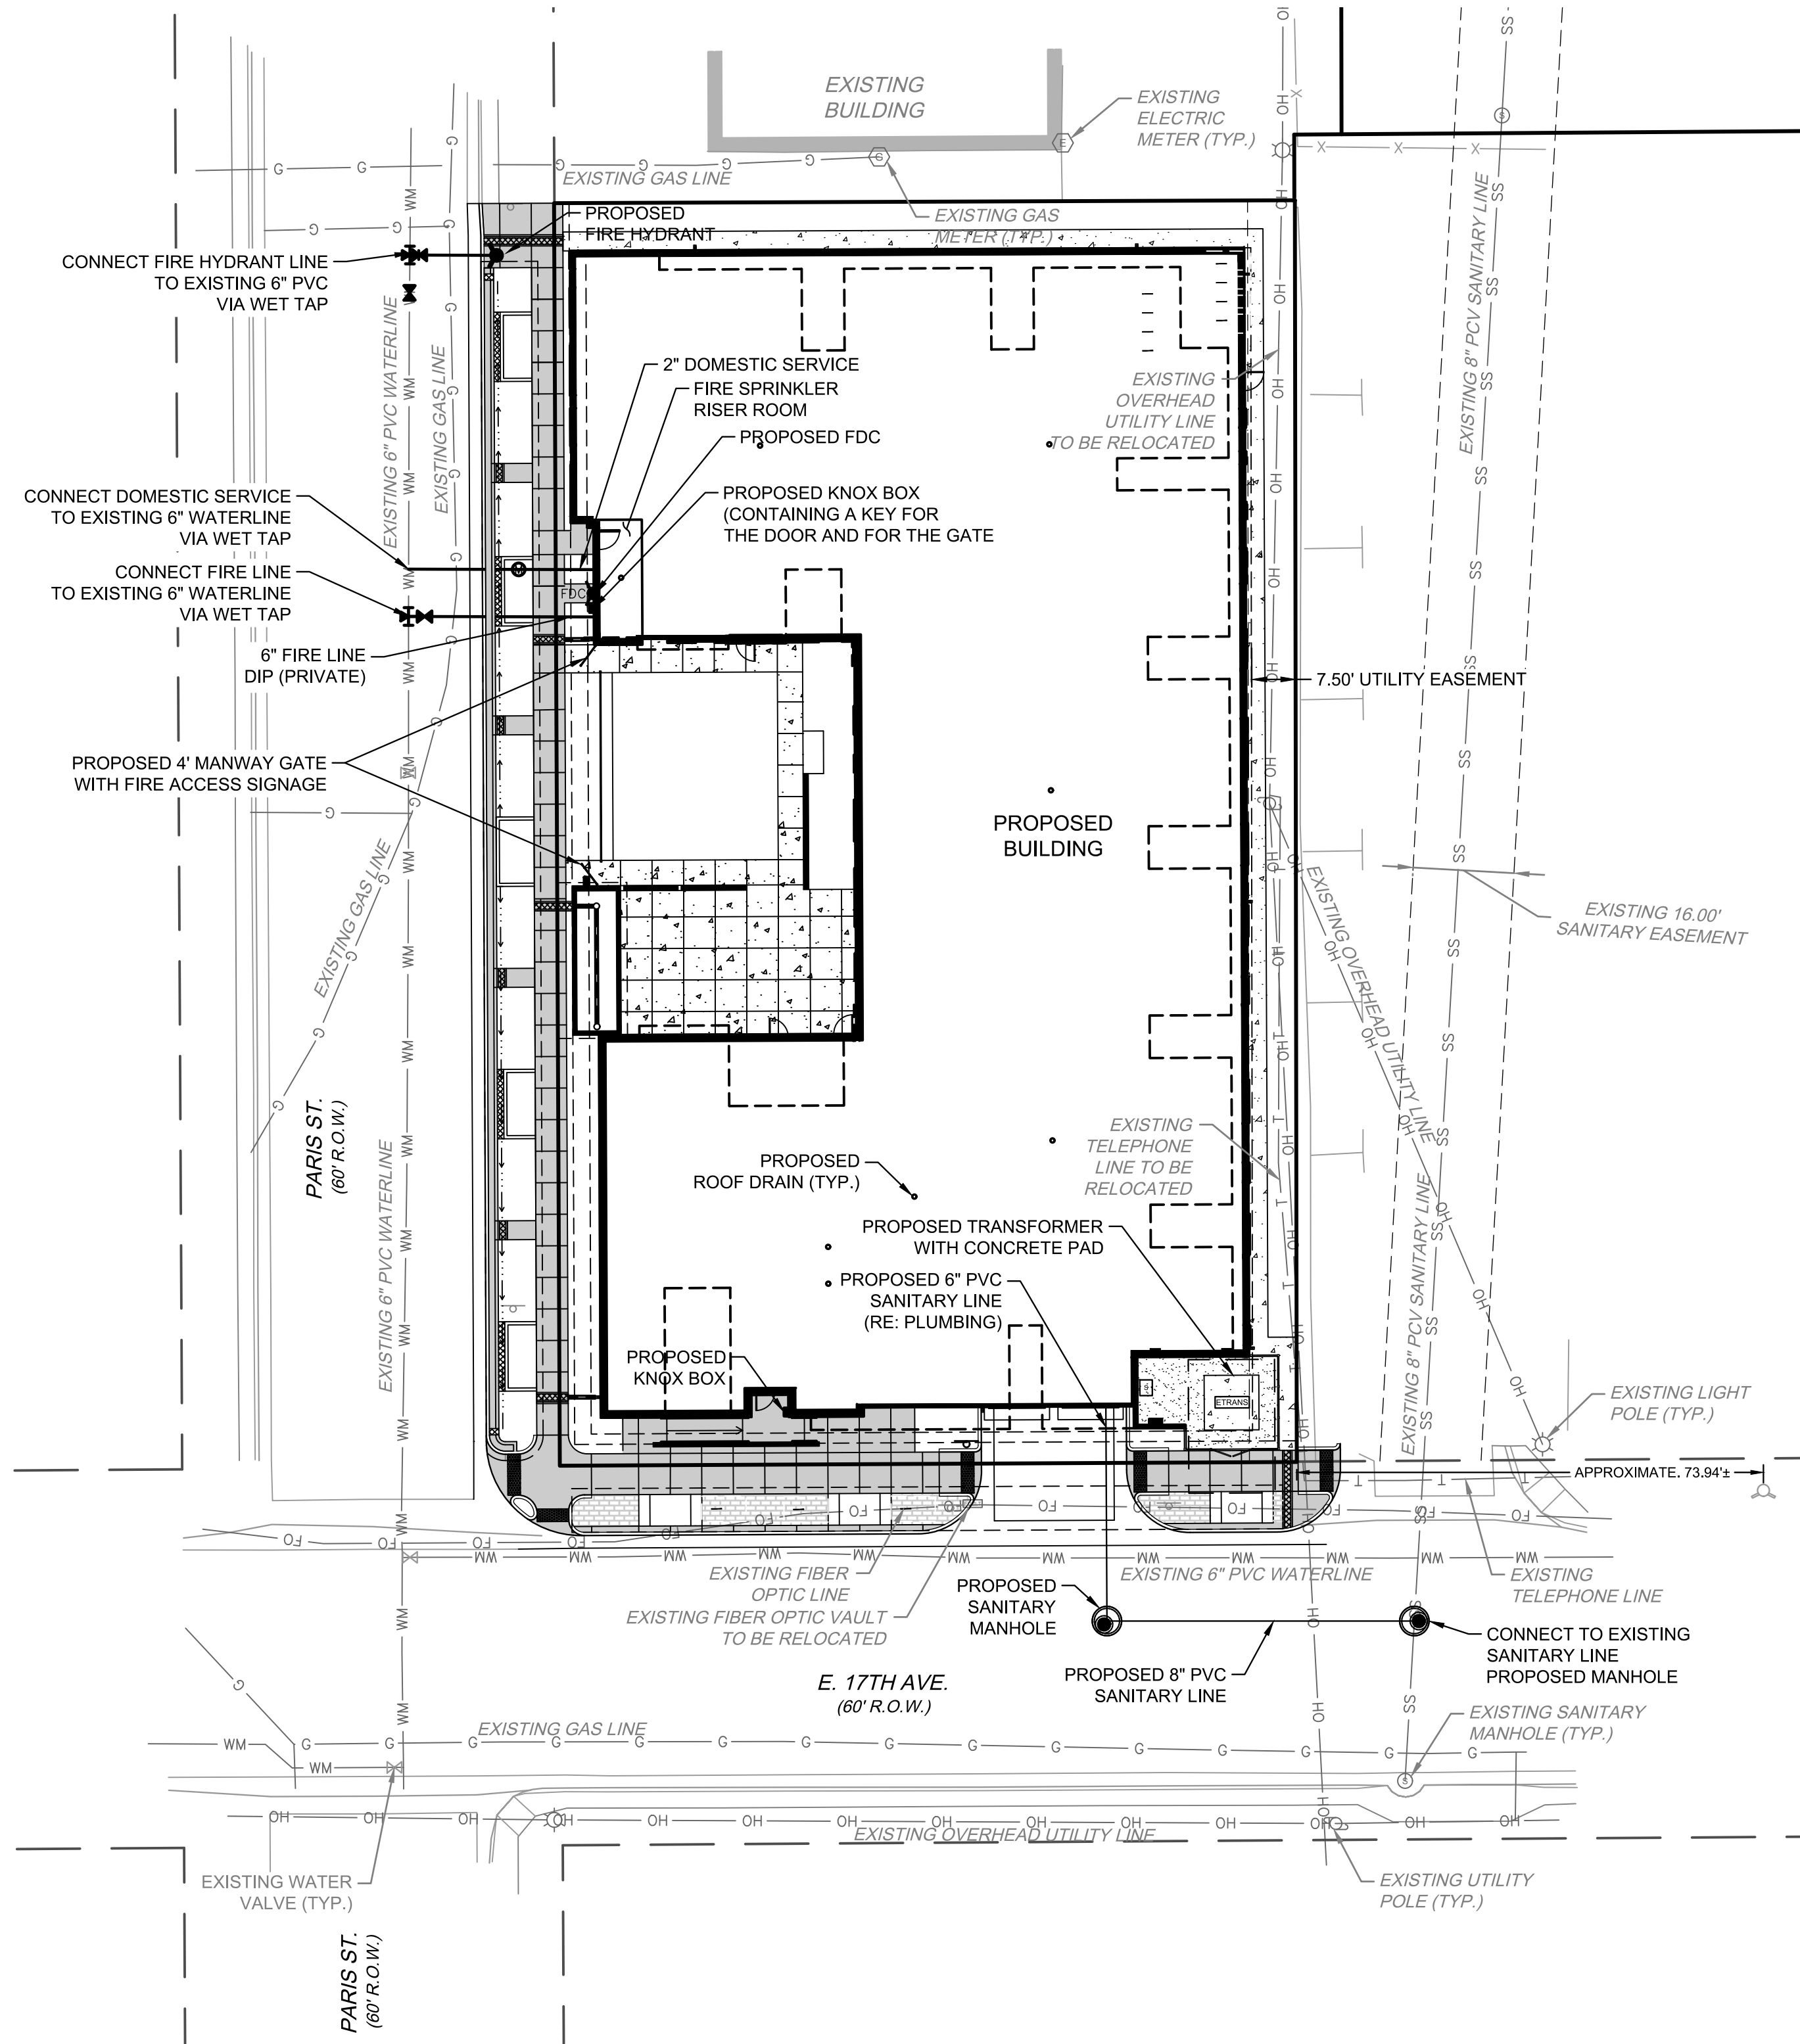 EXISTING
BUILDING
EXISTING
ELECTRIC
METER (TYP.)
EXISTING GAS LINE
EXISTING GAS
METER (TYP.)
PROPOSED
FIRE HYDRANT
CONNECT FIRE HYDRANT LINE
TO EXISTING 6" PVC
VIA WET TAP
EXISTING 6" PVC WATERLINE
EXISTING GAS LINE
EXISTING 8" PCV SANITARY LINE
2" DOMESTIC SERVICE
FIRE SPRINKLER
RISER ROOM
PROPOSED FDC
EXISTING
OVERHEAD
UTILITY LINE
TO BE RELOCATED
PROPOSED KNOX BOX
(CONTAINING A KEY FOR
THE DOOR AND FOR THE GATE
CONNECT DOMESTIC SERVICE
TO EXISTING 6" WATERLINE
VIA WET TAP
CONNECT FIRE LINE
TO EXISTING 6" WATERLINE
VIA WET TAP
FDC
6" FIRE LINE
DIP (PRIVATE)
7.50' UTILITY EASEMENT
PROPOSED 4' MANWAY GATE
WITH FIRE ACCESS SIGNAGE
PROPOSED
BUILDING
EXISTING GAS LINE
EXISTING OVERHEAD UTILITY LINE
EXISTING 16.00'
SANITARY EASEMENT
PARIS ST.
(60' R.O.W.)
EXISTING 6" PVC WATERLINE
EXISTING
TELEPHONE
LINE TO BE
RELOCATED
PROPOSED
ROOF DRAIN (TYP.)
PROPOSED TRANSFORMER
WITH CONCRETE PAD
PROPOSED 6" PVC
SANITARY LINE
(RE: PLUMBING)
EXISTING 8" PCV SANITARY LINE
PROPOSED
KNOX BOX
ETRANS
EXISTING LIGHT
POLE (TYP.)
APPROXIMATE. 73.94'±
EXISTING FIBER
OPTIC LINE
EXISTING FIBER OPTIC VAULT
TO BE RELOCATED
PROPOSED
SANITARY
MANHOLE
EXISTING 6" PVC WATERLINE
EXISTING
TELEPHONE LINE
CONNECT TO EXISTING
SANITARY LINE
PROPOSED MANHOLE
PROPOSED 8" PVC
SANITARY LINE
E. 17TH AVE.
(60' R.O.W.)
EXISTING GAS LINE
EXISTING SANITARY
MANHOLE (TYP.)
EXISTING OVERHEAD UTILITY LINE
EXISTING WATER
VALVE (TYP.)
EXISTING UTILITY
POLE (TYP.)
PARIS ST.
(60' R.O.W.)